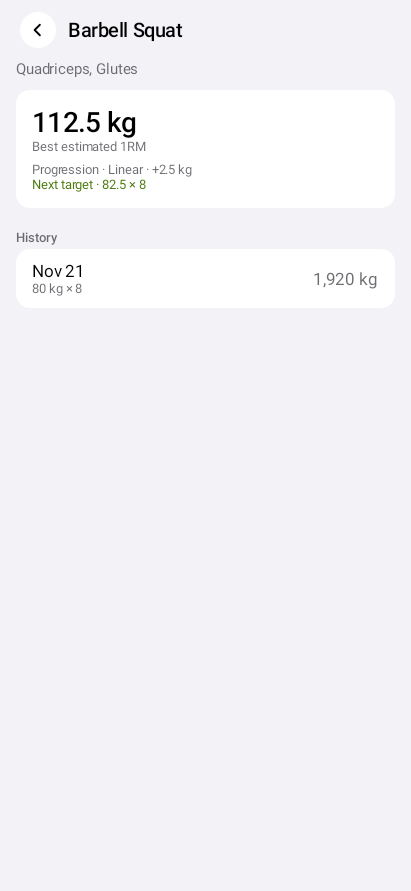 Barbell Squat
Quadriceps, Glutes
112.5 kg
Best estimated 1RM
Progression · Linear · +2.5 kg
Next target · 82.5 × 8
History
Nov 21
80 kg × 8
1,920 kg